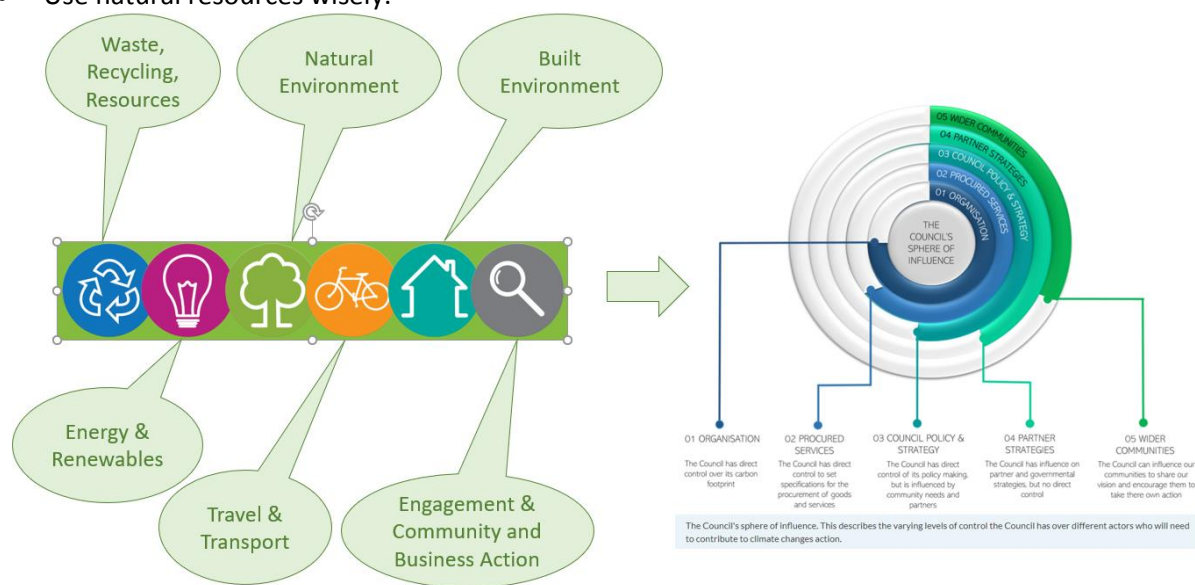 Use natural resources wisely.
Waste,
Recycling,
Resources
Natural
Environment
Built
Environment
Energy &
Renewables
Travel &
Transport
Engagement &
Community and
Business Action
05 WIDER COMMUNITIES
04 PARTNER STRATEGIES
03 COUNCIL POLICY & STRATEGY
02 PROCURED SERVICES
01 ORGANISATION
THE
COUNCIL'S
SPHERE OF
INFLUENCE
01 ORGANISATION
The Council has direct
control over its carbon
footprint
02 PROCURED
SERVICES
The Council has direct
control to set
specifications for the
procurement of goods
and services
03 COUNCIL POLICY &
STRATEGY
The Council has direct
control of its policy making,
but is influenced by
community needs and
partners
04 PARTNER
STRATEGIES
The Council has influence on
partner and governmental
strategies, but no direct
control
05 WIDER
COMMUNITIES
The Council can influence our
communities to share our
vision and encourage them to
take there own action
The Council's sphere of influence. This describes the varying levels of control the Council has over different actors who will need
to contribute to climate changes action.